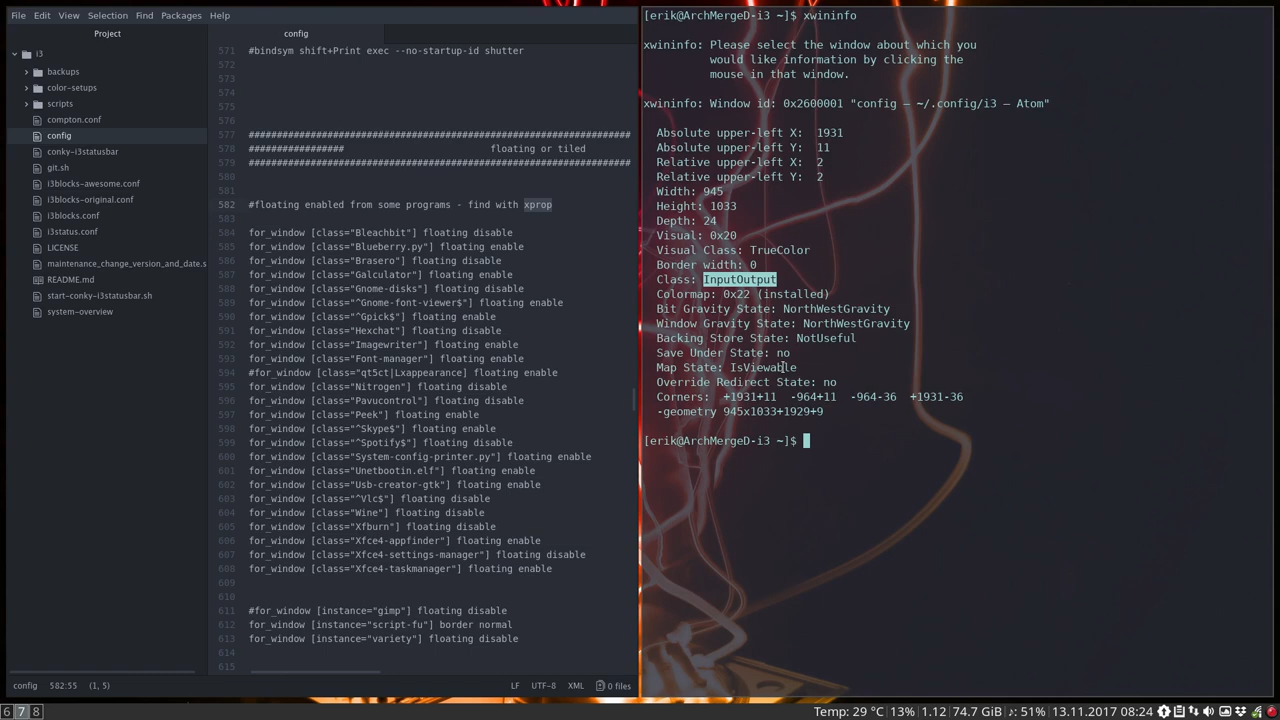 File Edit View Selection Find Packages Help
Project
i3
backups
color-setups
scripts
compton.conf
config
conky-i3statusbar
git.sh
i3blocks-awesome.conf
i3blocks-original.conf
i3blocks.conf
i3status.conf
LICENSE
maintenance_change_version_and_date.s
README.md
start-conky-i3statusbar.sh
system-overview
config
571 #bindsym shift+Print exec --no-startup-id shutter
572
573
574
575
576
577 ####################################################################
578 ################# floating or tiled
579 ####################################################################
581
582 #floating enabled from some programs - find with xprop
583
584 for_window [class="Bleachbit"] floating disable
585 for_window [class="Blueberry.py"] floating enable
586 for_window [class="Brasero"] floating disable
587 for_window [class="Galculator"] floating enable
588 for_window [class="Gnome-disks"] floating disable
589 for_window [class="^Gnome-font-viewer$"] floating enable
590 for_window [class="^Gpick$"] floating enable
591 for_window [class="Hexchat"] floating disable
592 for_window [class="Imagewriter"] floating enable
593 for_window [class="Font-manager"] floating enable
594 #for_window [class="qt5ct|Lxappearance] floating enable
595 for_window [class="Nitrogen"] floating disable
596 for_window [class="Pavucontrol"] floating disable
597 for_window [class="Peek"] floating enable
598 for_window [class="^Skype$"] floating enable
599 for_window [class="^Spotify$"] floating disable
600 for_window [class="System-config-printer.py"] floating enable
601 for_window [class="Unetbootin.elf"] floating enable
602 for_window [class="Usb-creator-gtk"] floating enable
603 for_window [class="^Vlc$"] floating disable
604 for_window [class="Wine"] floating enable
605 for_window [class="Xfburn"] floating disable
606 for_window [class="Xfce4-appfinder"] floating enable
607 for_window [class="Xfce4-settings-manager"] floating disable
608 for_window [class="Xfce4-taskmanager"] floating enable
609
610
611 #for_window [instance="gimp"] floating disable
612 for_window [instance="script-fu"] border normal
613 for_window [instance="variety"] floating disable
614
615
config 582:55 (1, 5) LF UTF-8 XML 0 files
[erik@ArchMergeD-i3 ~]$ xwininfo
xwininfo: Please select the window about which you
would like information by clicking the
mouse in that window.
xwininfo: Window id: 0x2600001 "config — ~/.config/i3 — Atom"
Absolute upper-left X: 1931
Absolute upper-left Y: 11
Relative upper-left X: 2
Relative upper-left Y: 2
Width: 945
Height: 1033
Depth: 24
Visual: 0x20
Visual Class: TrueColor
Border width: 0
Class: InputOutput
Colormap: 0x22 (installed)
Bit Gravity State: NorthWestGravity
Window Gravity State: NorthWestGravity
Backing Store State: NotUseful
Save Under State: no
Map State: IsViewable
Override Redirect State: no
Corners: +1931+11 -964+11 -964-36 +1931-36
-geometry 945x1033+1929+9
[erik@ArchMergeD-i3 ~]$
6 7 8 Temp: 29 °C 13% 1.12 74.7 GiB ♪: 51% 13.11.2017 08:24